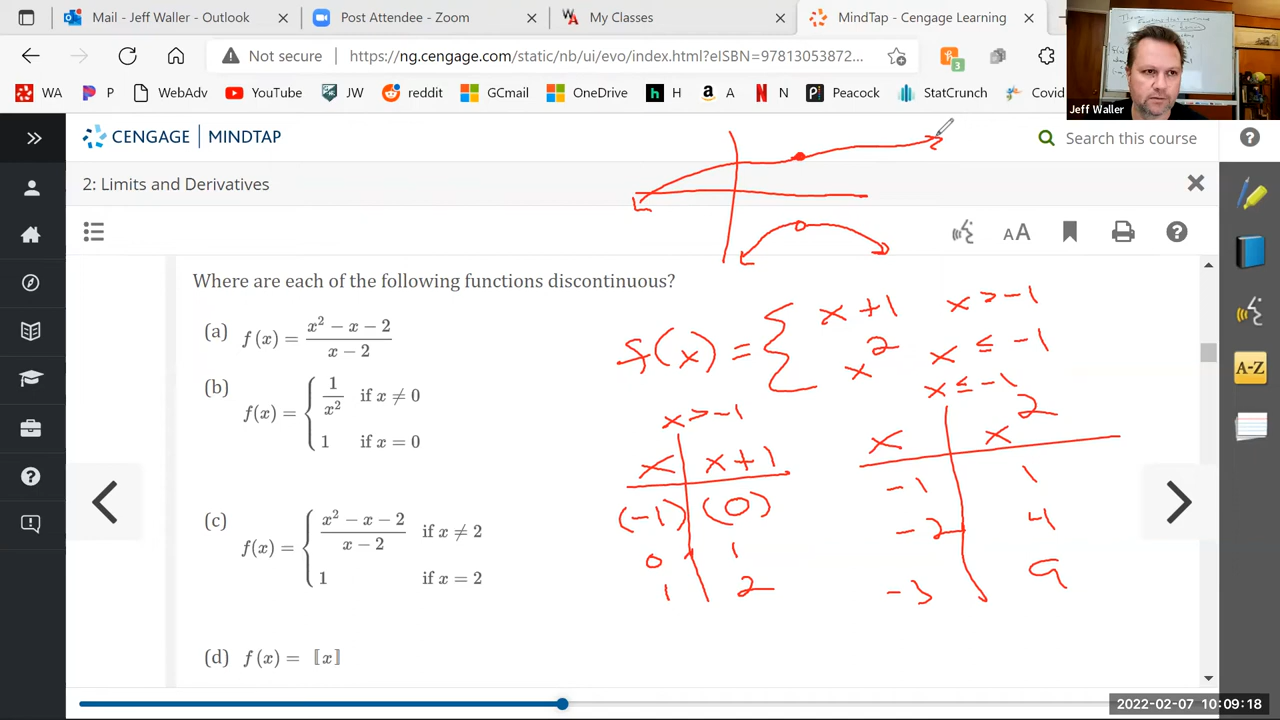 Mail - Jeff Waller - Outlook
Post Attendee - Zoom
My Classes
MindTap - Cengage Learning
Not secure
https://ng.cengage.com/static/nb/ui/evo/index.html?eISBN=97813053872...
3
WA
P
WebAdv
YouTube
JW
reddit
GCmail
OneDrive
H
Amazon
N
Peacock
StatCrunch
Covid
Jeff Waller
CENGAGE | MINDTAP
Search this course
2: Limits and Derivatives
AA
Where are each of the following functions discontinuous?
(a) f(x) = x² − x − 2 / x − 2
(b) f(x) = { 1/x² if x ≠ 0
1 if x = 0
(c) f(x) = { x² − x − 2 / x − 2 if x ≠ 2
1 if x = 2
(d) f(x) = ⟦x⟧
f(x) = { x + 1 x > −1
x² x ≤ −1
x > −1
x | x + 1
(−1) | (0)
0 | 1
1 | 2
x ≤ −1
x | x²
−1 | 1
−2 | 4
−3 | 9
A-Z
2022-02-07 10:09:18